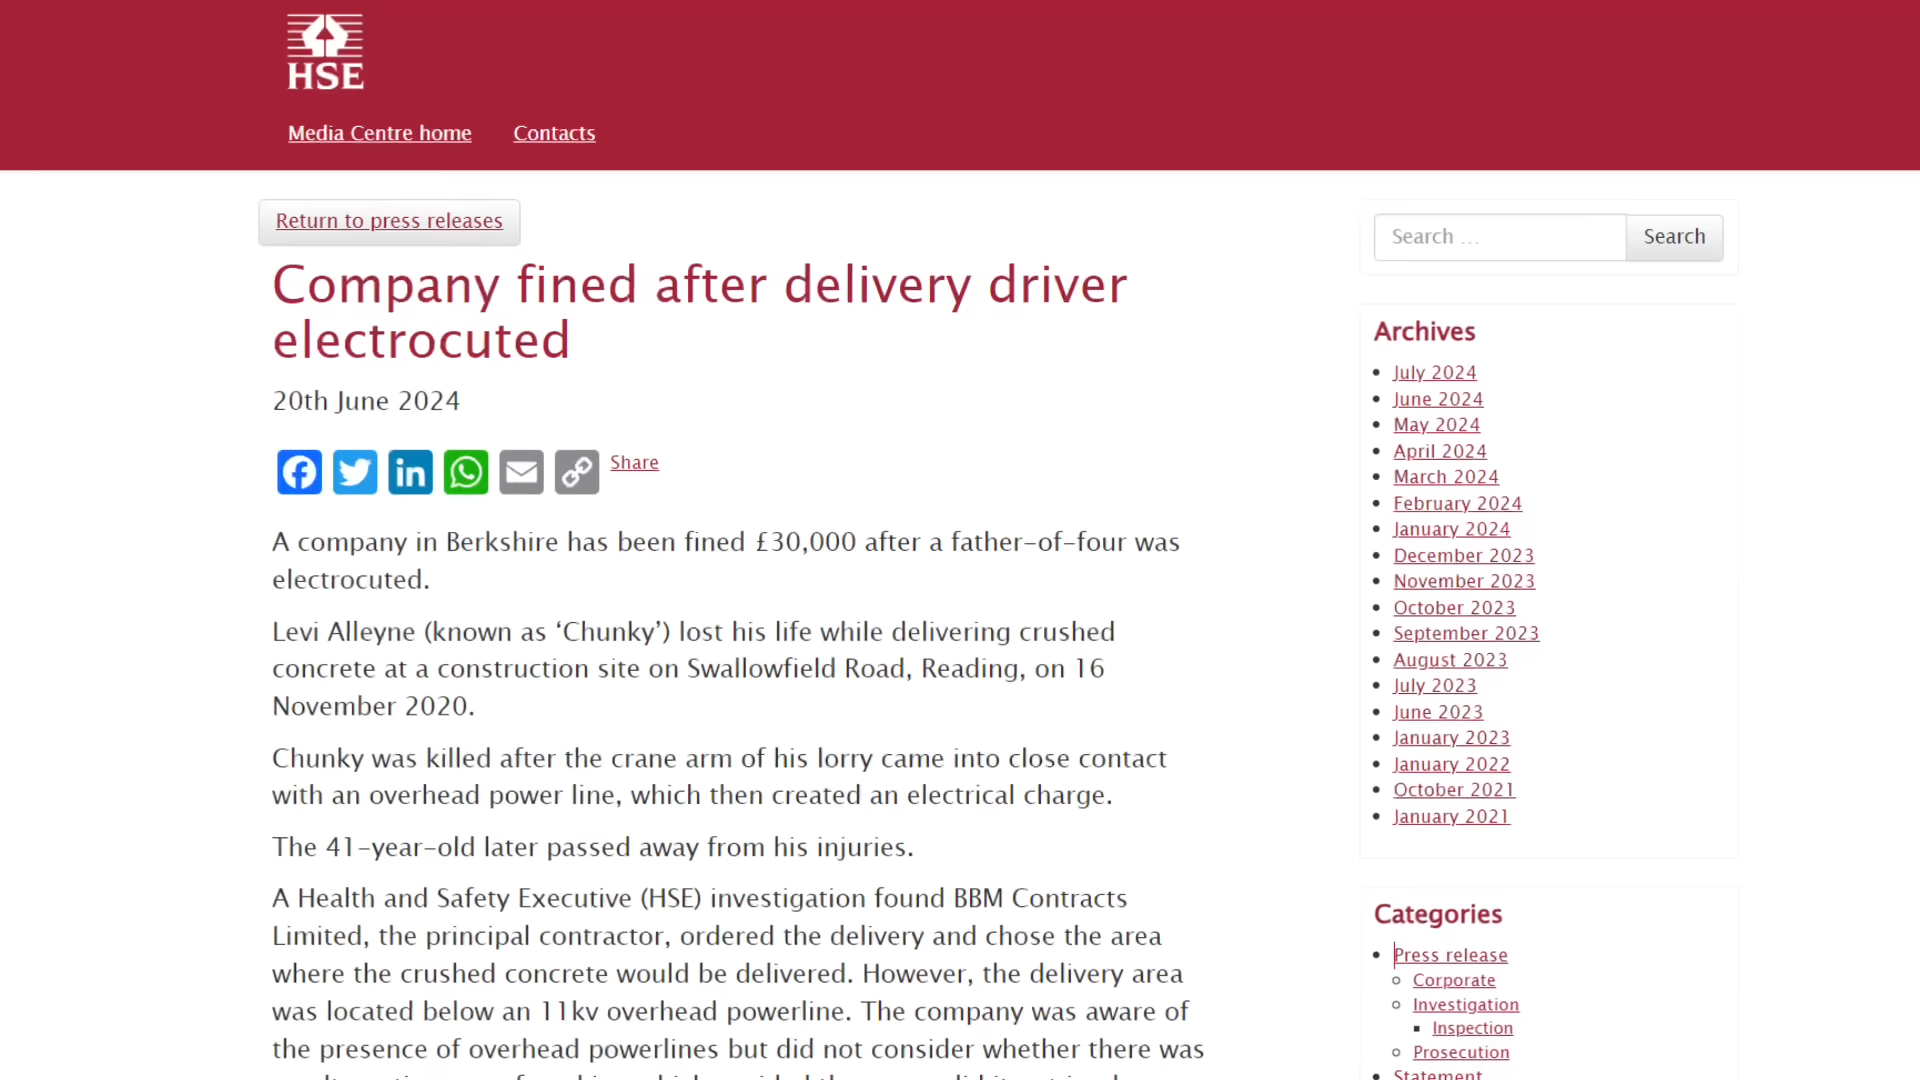 HSE
Media Centre home
Contacts
Return to press releases
Company fined after delivery driver
electrocuted
20th June 2024
Share
A company in Berkshire has been fined £30,000 after a father-of-four was
electrocuted.
Levi Alleyne (known as ‘Chunky’) lost his life while delivering crushed
concrete at a construction site on Swallowfield Road, Reading, on 16
November 2020.
Chunky was killed after the crane arm of his lorry came into close contact
with an overhead power line, which then created an electrical charge.
The 41-year-old later passed away from his injuries.
A Health and Safety Executive (HSE) investigation found BBM Contracts
Limited, the principal contractor, ordered the delivery and chose the area
where the crushed concrete would be delivered. However, the delivery area
was located below an 11kv overhead powerline. The company was aware of
the presence of overhead powerlines but did not consider whether there was
Search …
Search
Archives
July 2024
June 2024
May 2024
April 2024
March 2024
February 2024
January 2024
December 2023
November 2023
October 2023
September 2023
August 2023
July 2023
June 2023
January 2023
January 2022
October 2021
January 2021
Categories
Press release
Corporate
Investigation
Inspection
Prosecution
Statement